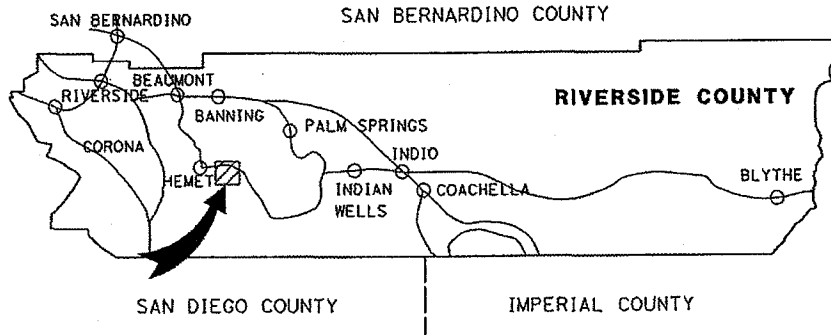 SAN BERNARDINO COUNTY
SAN BERNARDINO
BEAUMONT
RIVERSIDE
BANNING
RIVERSIDE COUNTY
PALM SPRINGS
CORONA
INDIO
HEMET
INDIAN
WELLS
COACHELLA
BLYTHE
SAN DIEGO COUNTY
IMPERIAL COUNTY